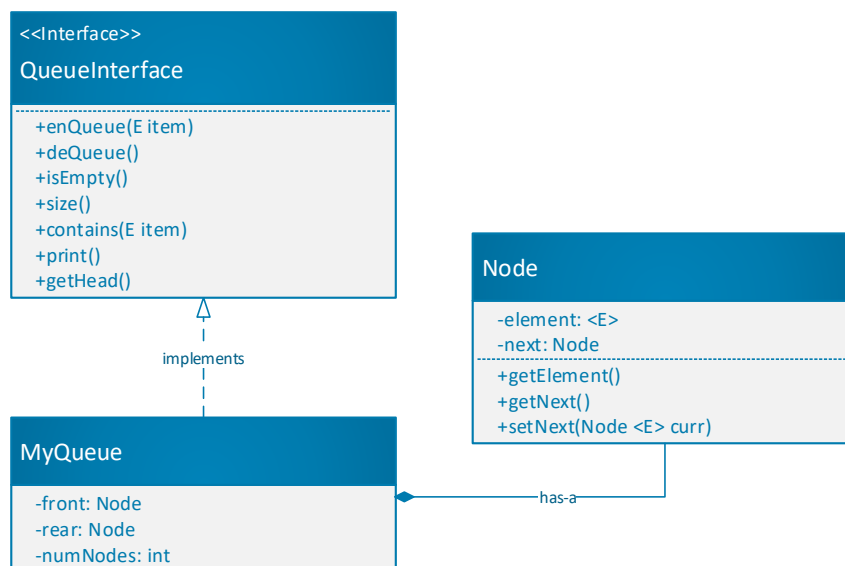 <<Interface>>
QueueInterface
+enQueue(E item)
+deQueue()
+isEmpty()
+size()
+contains(E item)
+print()
+getHead()
implements
Node
-element: <E>
-next: Node
+getElement()
+getNext()
+setNext(Node <E> curr)
MyQueue
-front: Node
-rear: Node
-numNodes: int
has-a